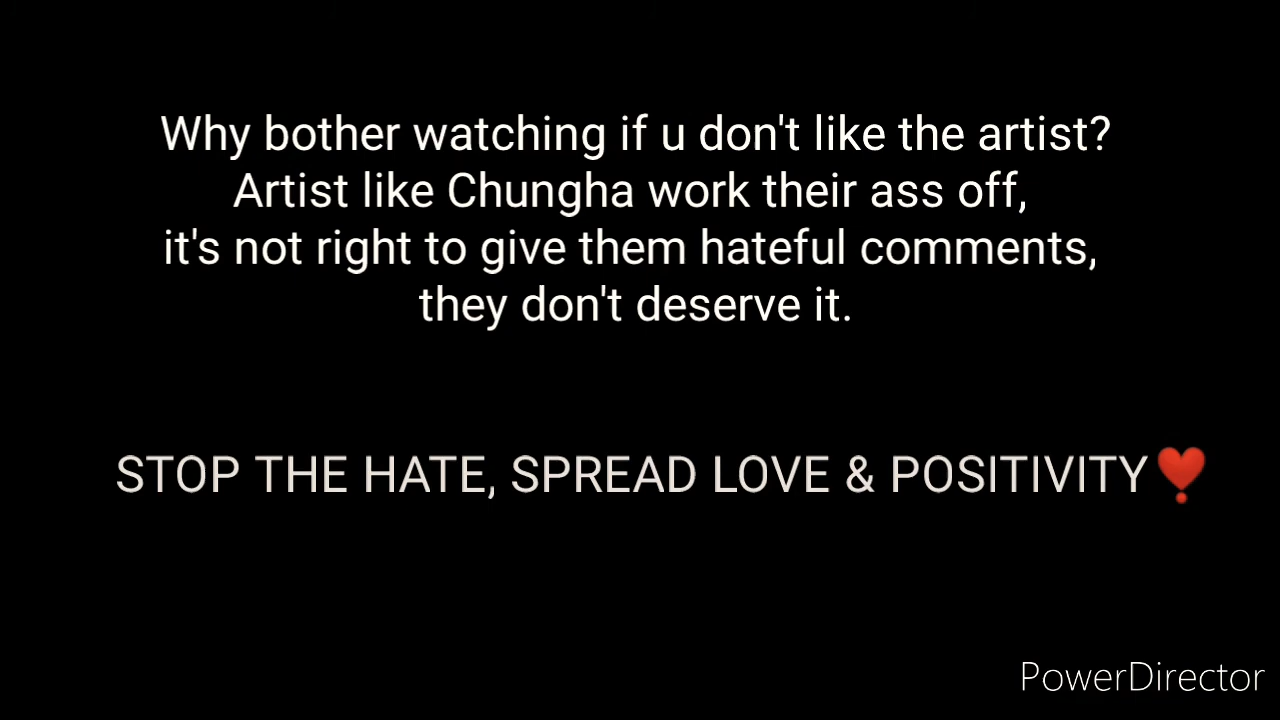 Why bother watching if u don't like the artist?
Artist like Chungha work their ass off,
it's not right to give them hateful comments,
they don't deserve it.
STOP THE HATE, SPREAD LOVE & POSITIVITY❣️
PowerDirector